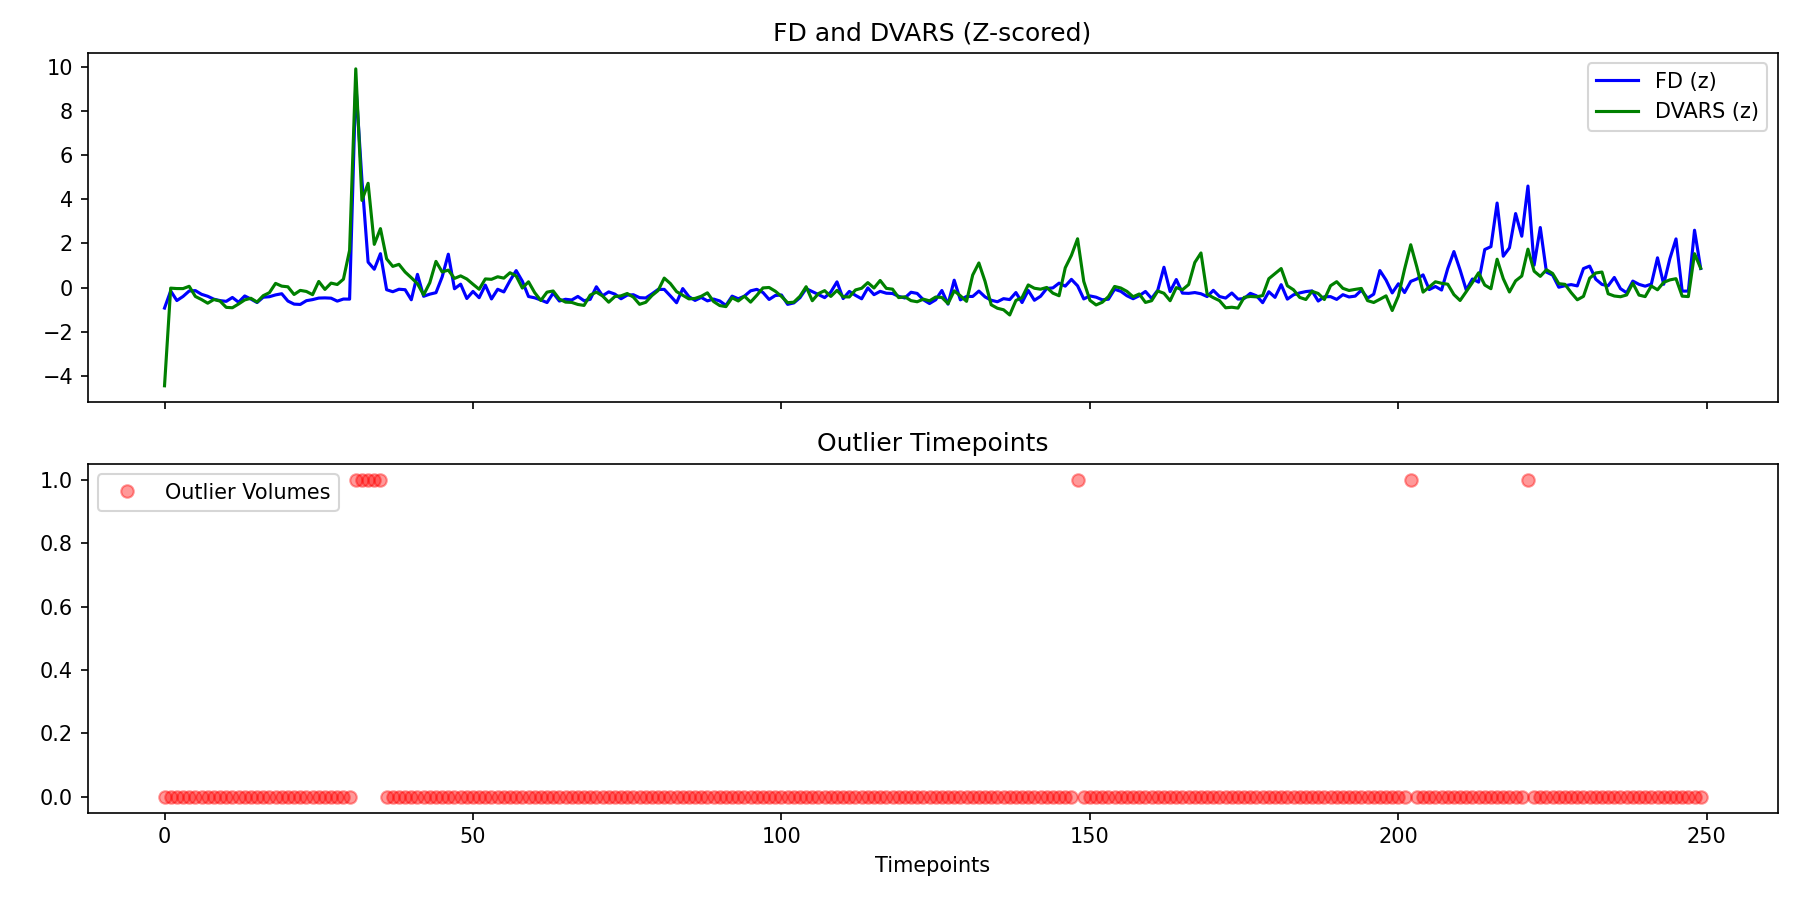 FD and DVARS (Z-scored)
10
8
6
4
2
0
−2
−4
FD (z)
DVARS (z)
Outlier Timepoints
1.0
0.8
0.6
0.4
0.2
0.0
Outlier Volumes
0 50 100 150 200 250
Timepoints